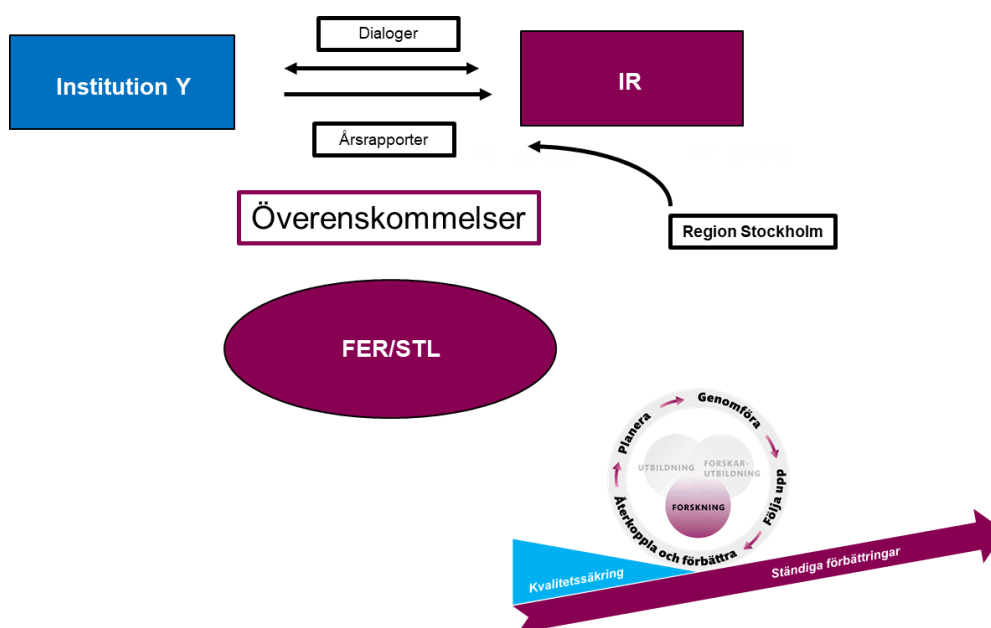 Dialoger
Institution Y
IR
Årsrapporter
Överenskommelser
Region Stockholm
FER/STL
Planera
Genomföra
Följa upp
Återkoppla och förbättra
UTBILDNING
FORSKAR-
UTBILDNING
FORSKNING
Kvalitetssäkring
Ständiga förbättringar